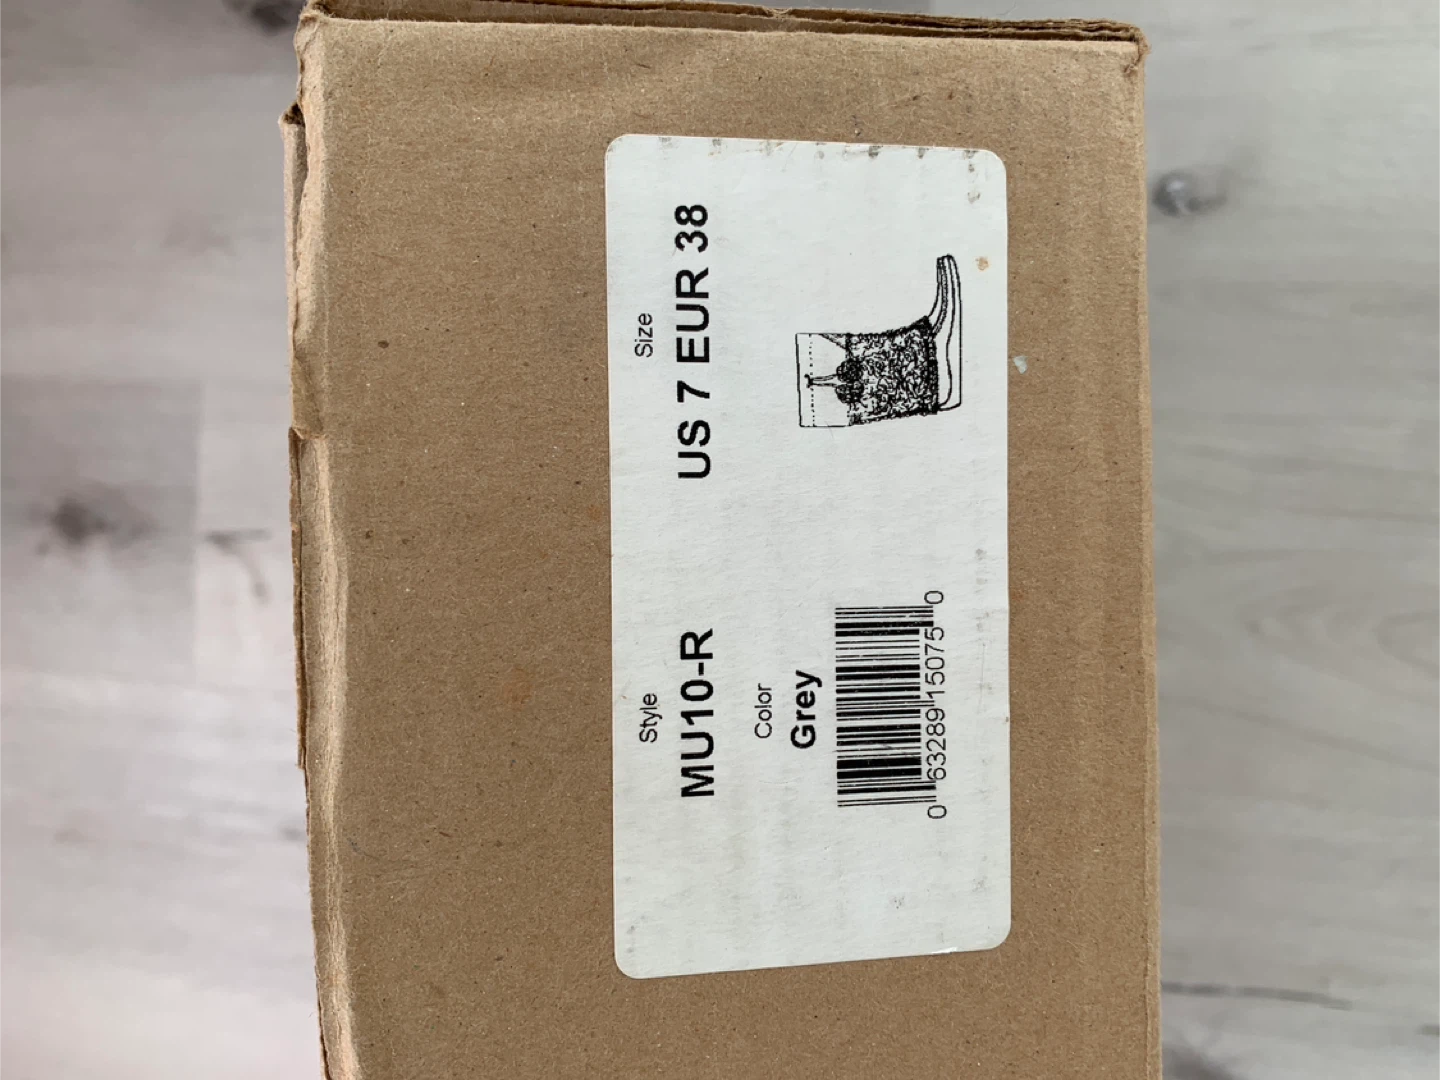 Style
MU10-R
Size
US 7 EUR 38
Color
Grey
0 63289 15075 0